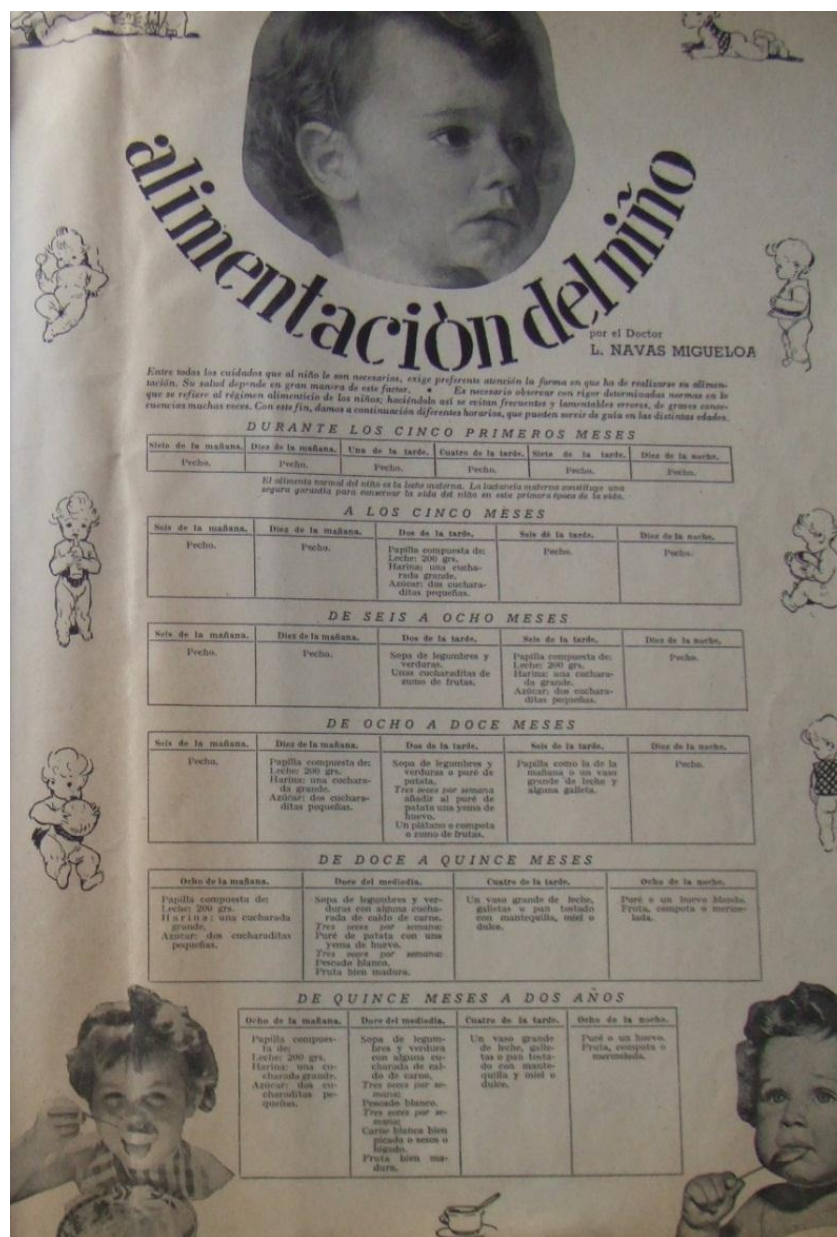 alimentaciòn del niño
por el Doctor
L. NAVAS MIGUELOA
Entre todos los cuidados que al niño le son necesarios, exige preferente atención la forma en que ha de realizarse su alimen-
tación. Su salud depende en gran manera de este factor. • Es necesario observar con rigor determinadas normas en lo
que se refiere al régimen alimenticio de los niños; haciéndolo así se evitan frecuentes y lamentables errores, de graves conse-
cuencias muchas veces. Con este fin, damos a continuación diferentes horarios, que pueden servir de guía en las distintas edades.
DURANTE LOS CINCO PRIMEROS MESES
Siete de la mañana. Diez de la mañana. Una de la tarde. Cuatro de la tarde. Siete de la tarde. Diez de la noche.
Pecho. Pecho. Pecho. Pecho. Pecho. Pecho.
El alimento normal del niño es la leche materna. La lactancia materna constituye una
segura garantía para conservar la vida del niño en esta primera época de la vida.
A LOS CINCO MESES
Seis de la mañana. Diez de la mañana. Dos de la tarde. Seis de la tarde. Diez de la noche.
Pecho.
Pecho.
Papilla compuesta de:
Leche: 200 grs.
Harina: una cucha-
rada grande.
Azúcar: dos cuchara-
ditas pequeñas.
Pecho.
Pecho.
DE SEIS A OCHO MESES
Seis de la mañana. Diez de la mañana. Dos de la tarde. Seis de la tarde. Diez de la noche.
Pecho.
Pecho.
Sopa de legumbres y
verduras.
Unas cucharaditas de
zumo de frutas.
Papilla compuesta de:
Leche: 200 grs.
Harina: una cuchara-
da grande.
Azúcar: dos cuchara-
ditas pequeñas.
Pecho.
DE OCHO A DOCE MESES
Seis de la mañana. Diez de la mañana. Dos de la tarde. Seis de la tarde. Diez de la noche.
Pecho.
Papilla compuesta de:
Leche: 200 grs.
Harina: una cuchara-
da grande.
Azúcar: dos cuchara-
ditas pequeñas.
Sopa de legumbres y
verduras o puré de
patata.
Tres veces por semana
añadir al puré de
patata una yema de
huevo.
Un plátano o compota
o zumo de frutas.
Papilla como la de la
mañana o un vaso
grande de leche y
alguna galleta.
Pecho.
DE DOCE A QUINCE MESES
Ocho de la mañana. Doce del mediodía. Cuatro de la tarde. Ocho de la noche.
Papilla compuesta de:
Leche: 200 grs.
Harina: una cucharada
grande.
Azúcar: dos cucharaditas
pequeñas.
Sopa de legumbres y ver-
duras con alguna cucha-
rada de caldo de carne.
Tres veces por semana:
Puré de patata con una
yema de huevo.
Tres veces por semana:
Pescado blanco.
Fruta bien madura.
Un vaso grande de leche,
galletas o pan tostado
con mantequilla, miel o
dulce.
Puré o un huevo blando.
Fruta, compota o merme-
lada.
DE QUINCE MESES A DOS AÑOS
Ocho de la mañana. Doce del mediodía. Cuatro de la tarde. Ocho de la noche.
Papilla compues-
ta de:
Leche: 200 grs.
Harina: una cu-
charada grande.
Azúcar: dos cu-
charaditas pe-
queñas.
Sopa de legum-
bres y verdura
con alguna cu-
charada de cal-
do de carne.
Tres veces por se-
mana:
Pescado blanco.
Tres veces por se-
mana:
Carne blanca bien
picada o sesos o
hígado.
Fruta bien ma-
dura.
Un vaso grande
de leche, galle-
tas o pan tosta-
do con mante-
quilla y miel o
dulce.
Puré o un huevo.
Fruta, compota o
mermelada.